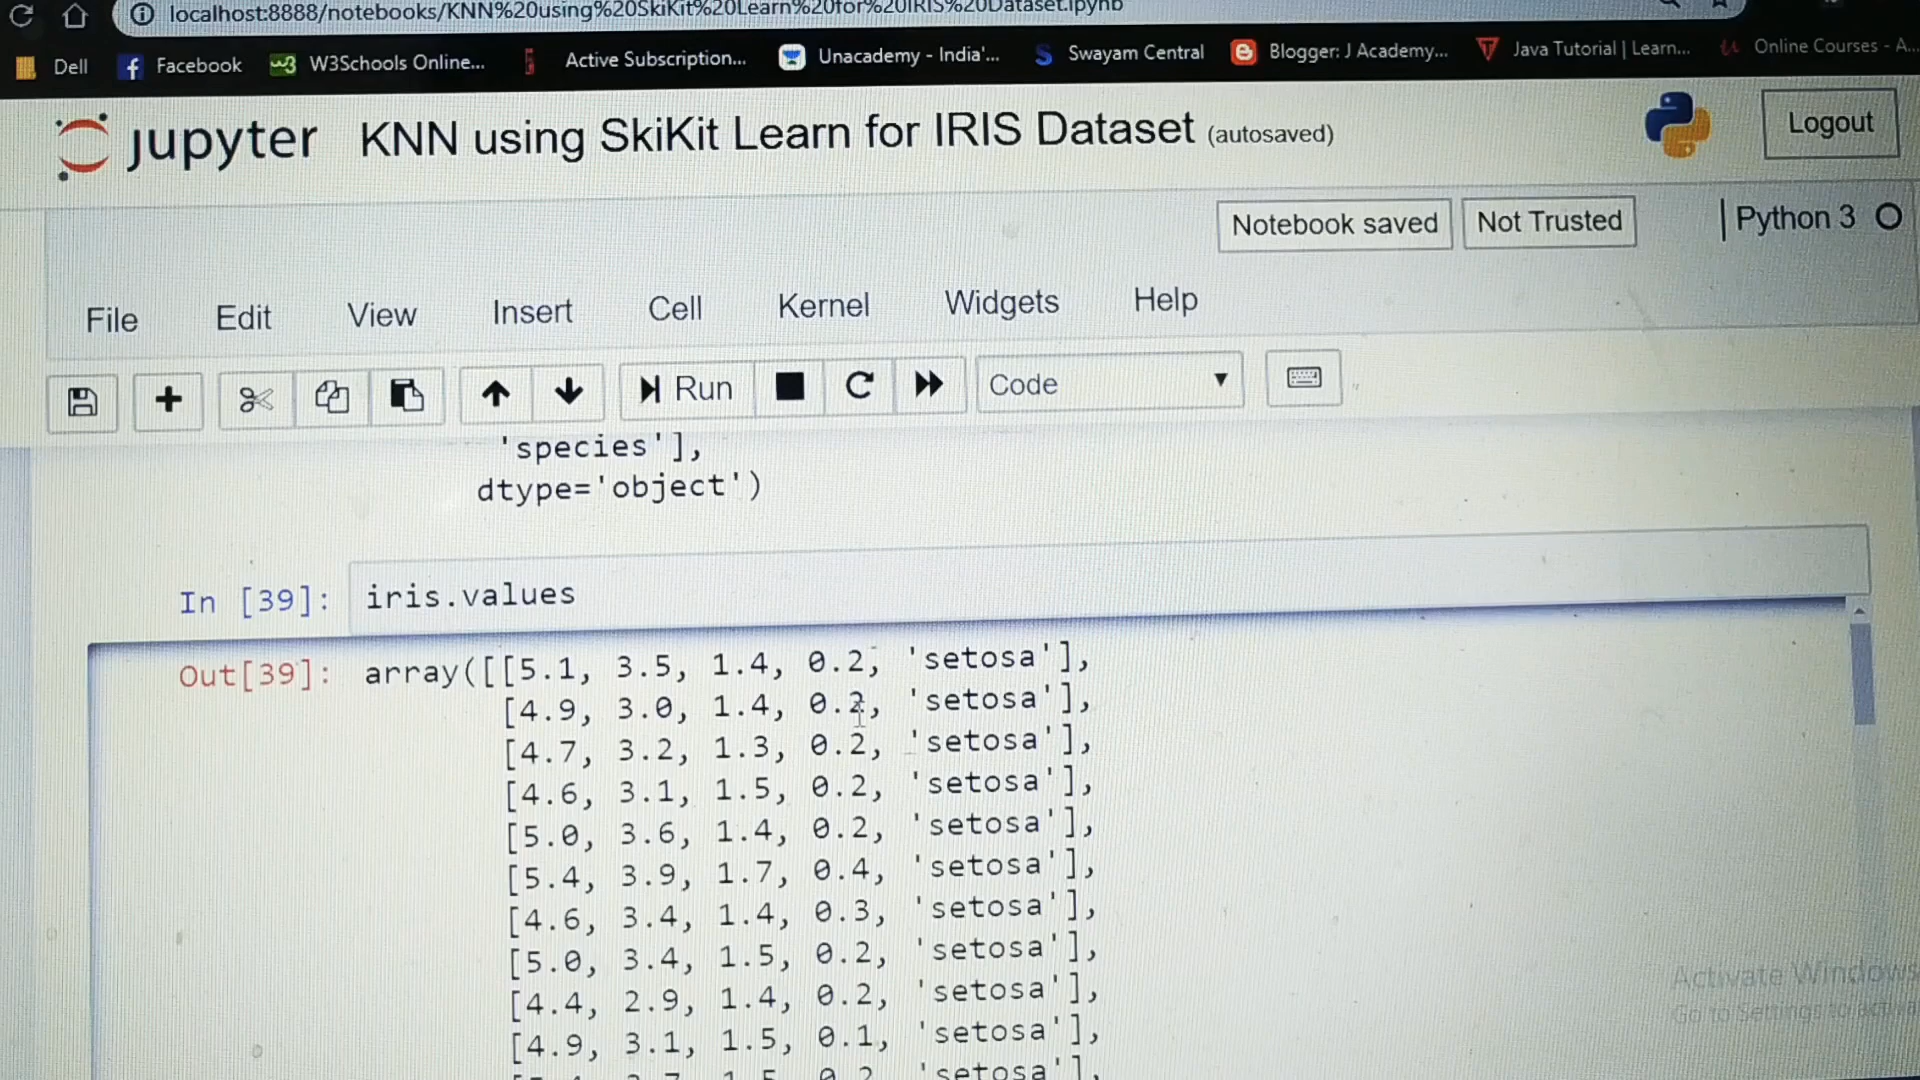 localhost:8888/notebooks/KNN%20using%20SkiKit%20Learn%20for%20IRIS%20Dataset.ipynb
Dell Facebook W3Schools Online... Active Subscription... Unacademy - India'... Swayam Central Blogger: J Academy... Java Tutorial | Learn... Online Courses - A...
jupyter KNN using SkiKit Learn for IRIS Dataset (autosaved) Logout
Notebook saved Not Trusted Python 3
File Edit View Insert Cell Kernel Widgets Help
Run Code
'species'],
dtype='object')
In [39]: iris.values
Out[39]: array([[5.1, 3.5, 1.4, 0.2, 'setosa'],
[4.9, 3.0, 1.4, 0.2, 'setosa'],
[4.7, 3.2, 1.3, 0.2, 'setosa'],
[4.6, 3.1, 1.5, 0.2, 'setosa'],
[5.0, 3.6, 1.4, 0.2, 'setosa'],
[5.4, 3.9, 1.7, 0.4, 'setosa'],
[4.6, 3.4, 1.4, 0.3, 'setosa'],
[5.0, 3.4, 1.5, 0.2, 'setosa'],
[4.4, 2.9, 1.4, 0.2, 'setosa'],
[4.9, 3.1, 1.5, 0.1, 'setosa'],
'setosa'],
Activate Windows
Go to Settings to activa